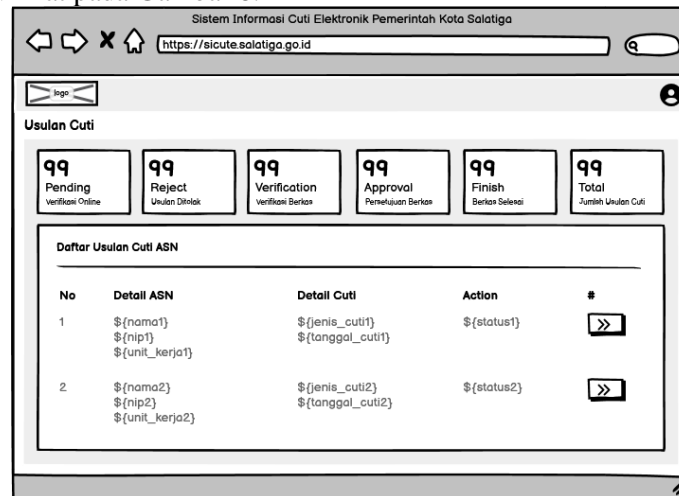 pada
Sistem Informasi Cuti Elektronik Pemerintah Kota Salatiga
https://sicute.salatiga.go.id
logo
Usulan Cuti
99 99 99 99 99 99
Pending Reject Verification Approval Finish Total
Verifikasi Online Usulan Ditolak Verifikasi Berkas Persetujuan Berkas Berkas Selesai Jumlah Usulan Cuti
Daftar Usulan Cuti ASN
No Detail ASN Detail Cuti Action #
1 ${nama1} ${jenis_cuti1} ${status1} »
${nip1} ${tanggal_cuti1}
${unit_kerja1}
2 ${nama2} ${jenis_cuti2} ${status2} »
${nip2} ${tanggal_cuti2}
${unit_kerja2}